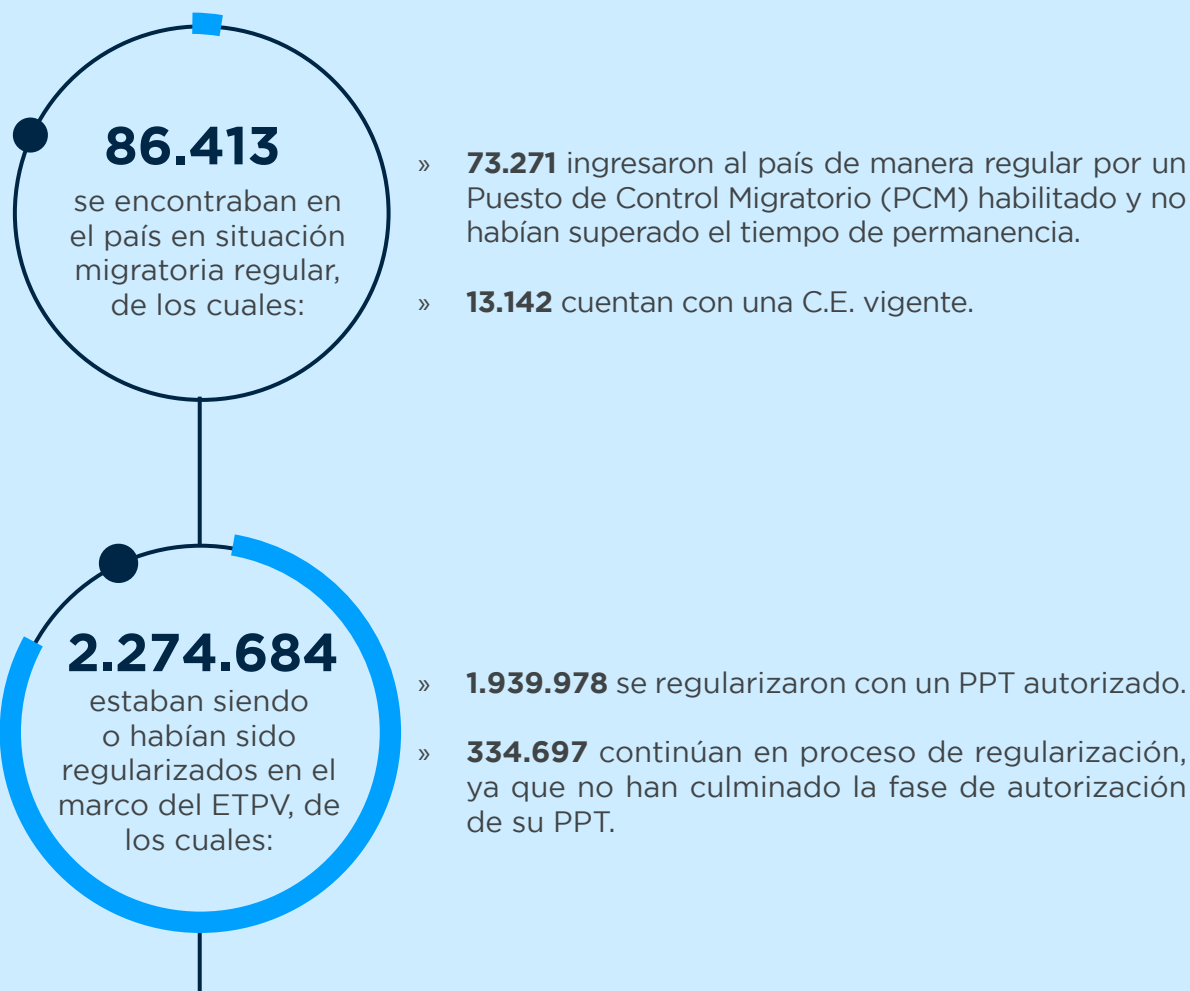 86.413
se encontraban en
el país en situación
migratoria regular,
de los cuales:
» 73.271 ingresaron al país de manera regular por un
Puesto de Control Migratorio (PCM) habilitado y no
habían superado el tiempo de permanencia.
» 13.142 cuentan con una C.E. vigente.
2.274.684
estaban siendo
o habían sido
regularizados en el
marco del ETPV, de
los cuales:
» 1.939.978 se regularizaron con un PPT autorizado.
» 334.697 continúan en proceso de regularización,
ya que no han culminado la fase de autorización
de su PPT.